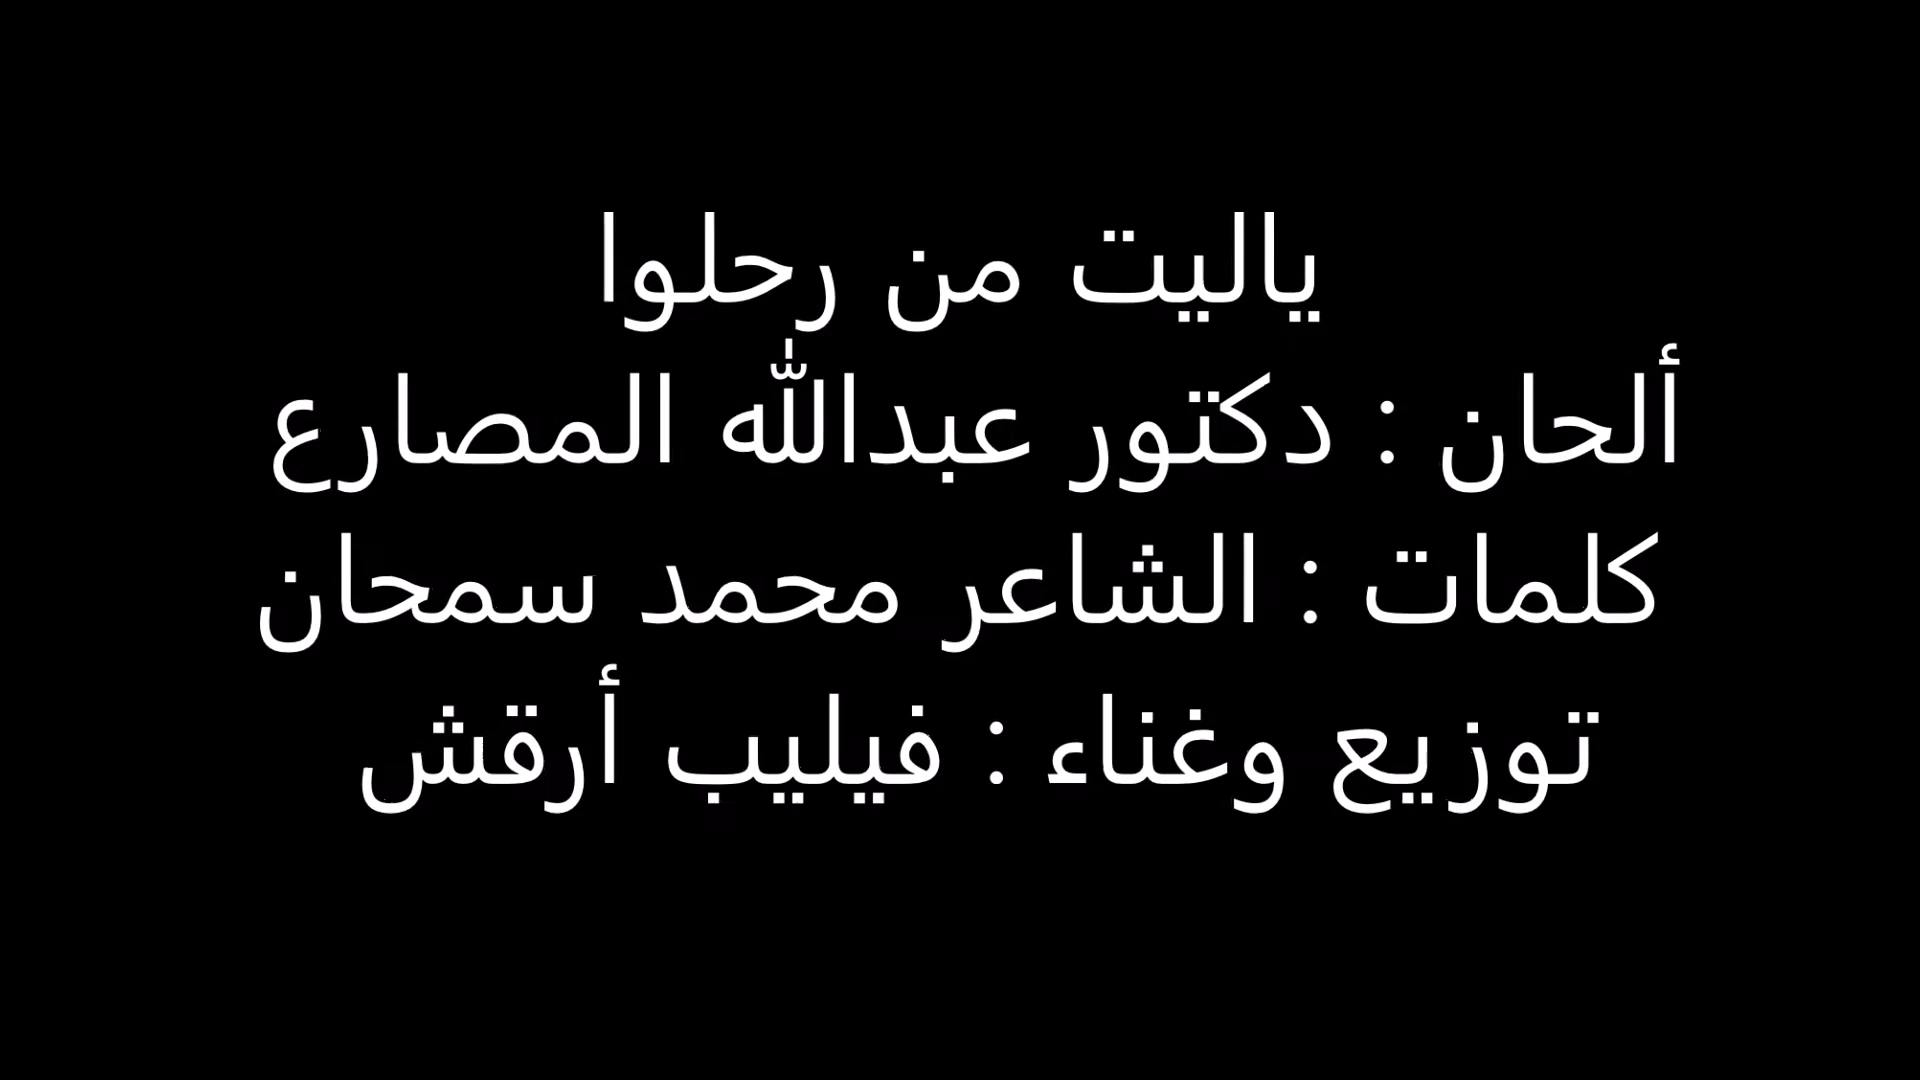 ياليت من رحلوا
ألحان : دكتور عبدالله المصارع
كلمات : الشاعر محمد سمحان
توزيع وغناء : فيليب أرقش